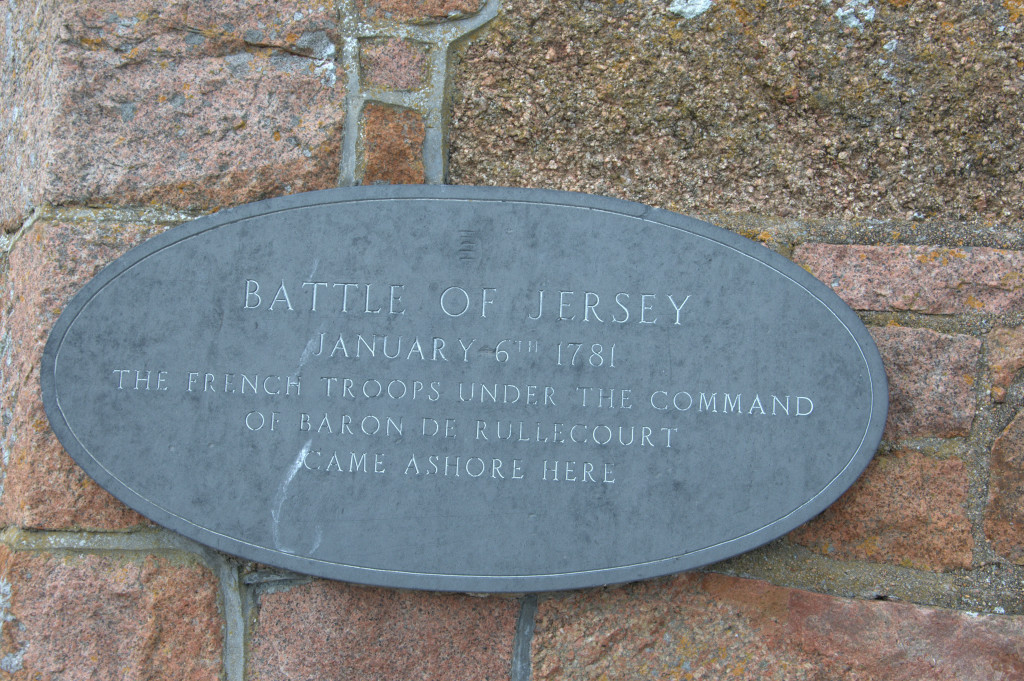 BATTLE OF JERSEY
JANUARY 6TH 1781
THE FRENCH TROOPS UNDER THE COMMAND
OF BARON DE RULLECOURT
CAME ASHORE HERE